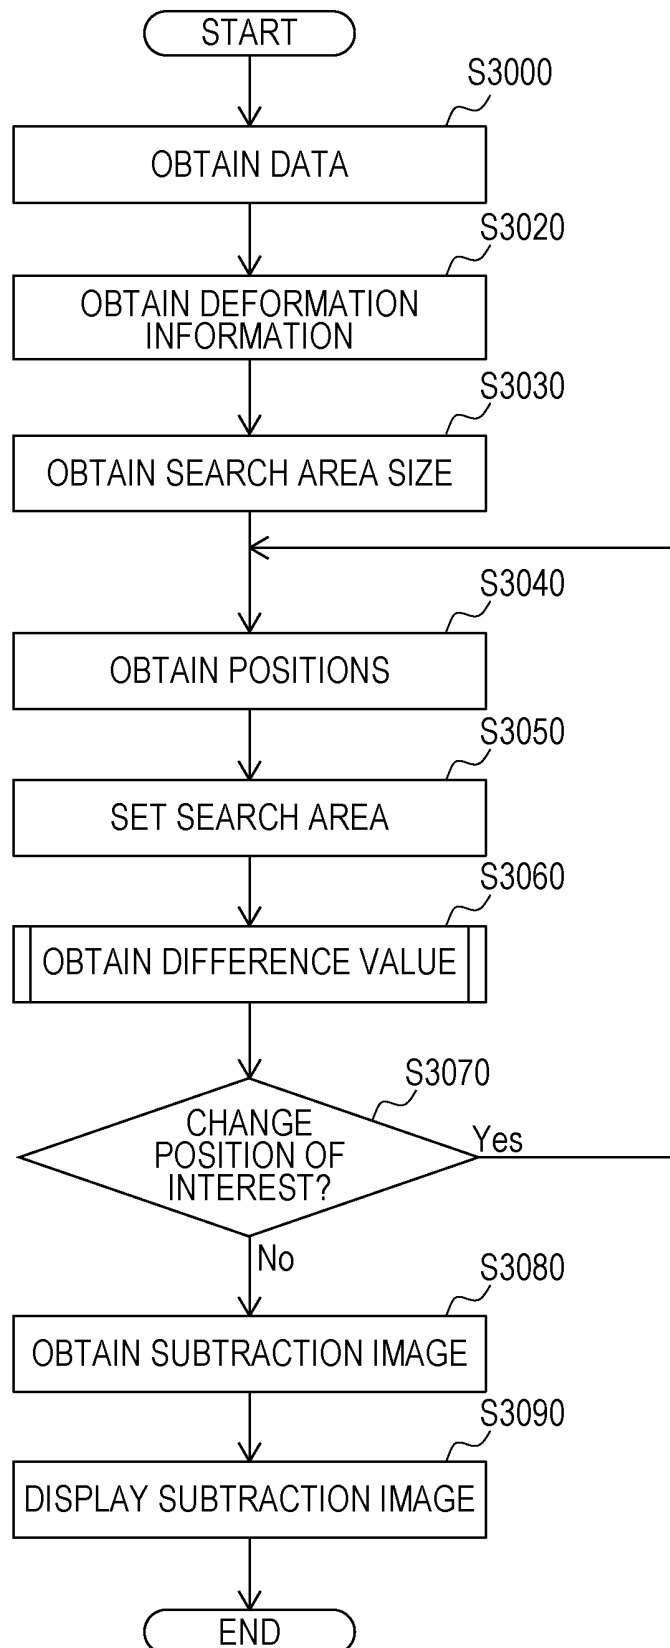 START
S3000
OBTAIN DATA
S3020
OBTAIN DEFORMATION
INFORMATION
S3030
OBTAIN SEARCH AREA SIZE
S3040
OBTAIN POSITIONS
S3050
SET SEARCH AREA
S3060
OBTAIN DIFFERENCE VALUE
S3070
CHANGE
POSITION OF
INTEREST?
Yes
No
S3080
OBTAIN SUBTRACTION IMAGE
S3090
DISPLAY SUBTRACTION IMAGE
END